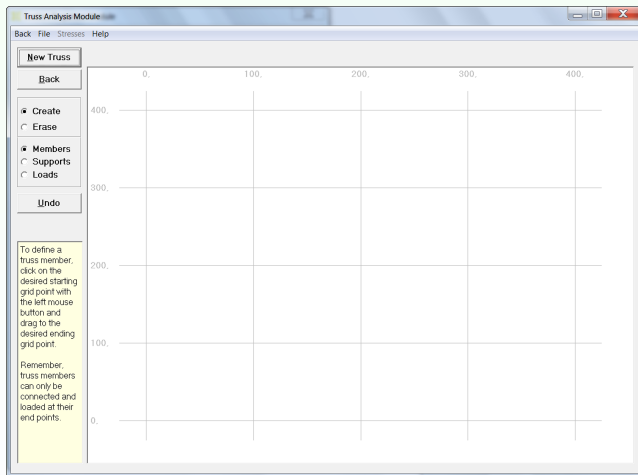 Truss Analysis Module
Back File Stresses Help
New Truss
Back
Create
Erase
Members
Supports
Loads
Undo
To define a
truss member,
click on the
desired starting
grid point with
the left mouse
button and
drag to the
desired ending
grid point.
Remember,
truss members
can only be
connected and
loaded at their
end points.
0. 100. 200. 300. 400.
400.
300.
200.
100.
0.